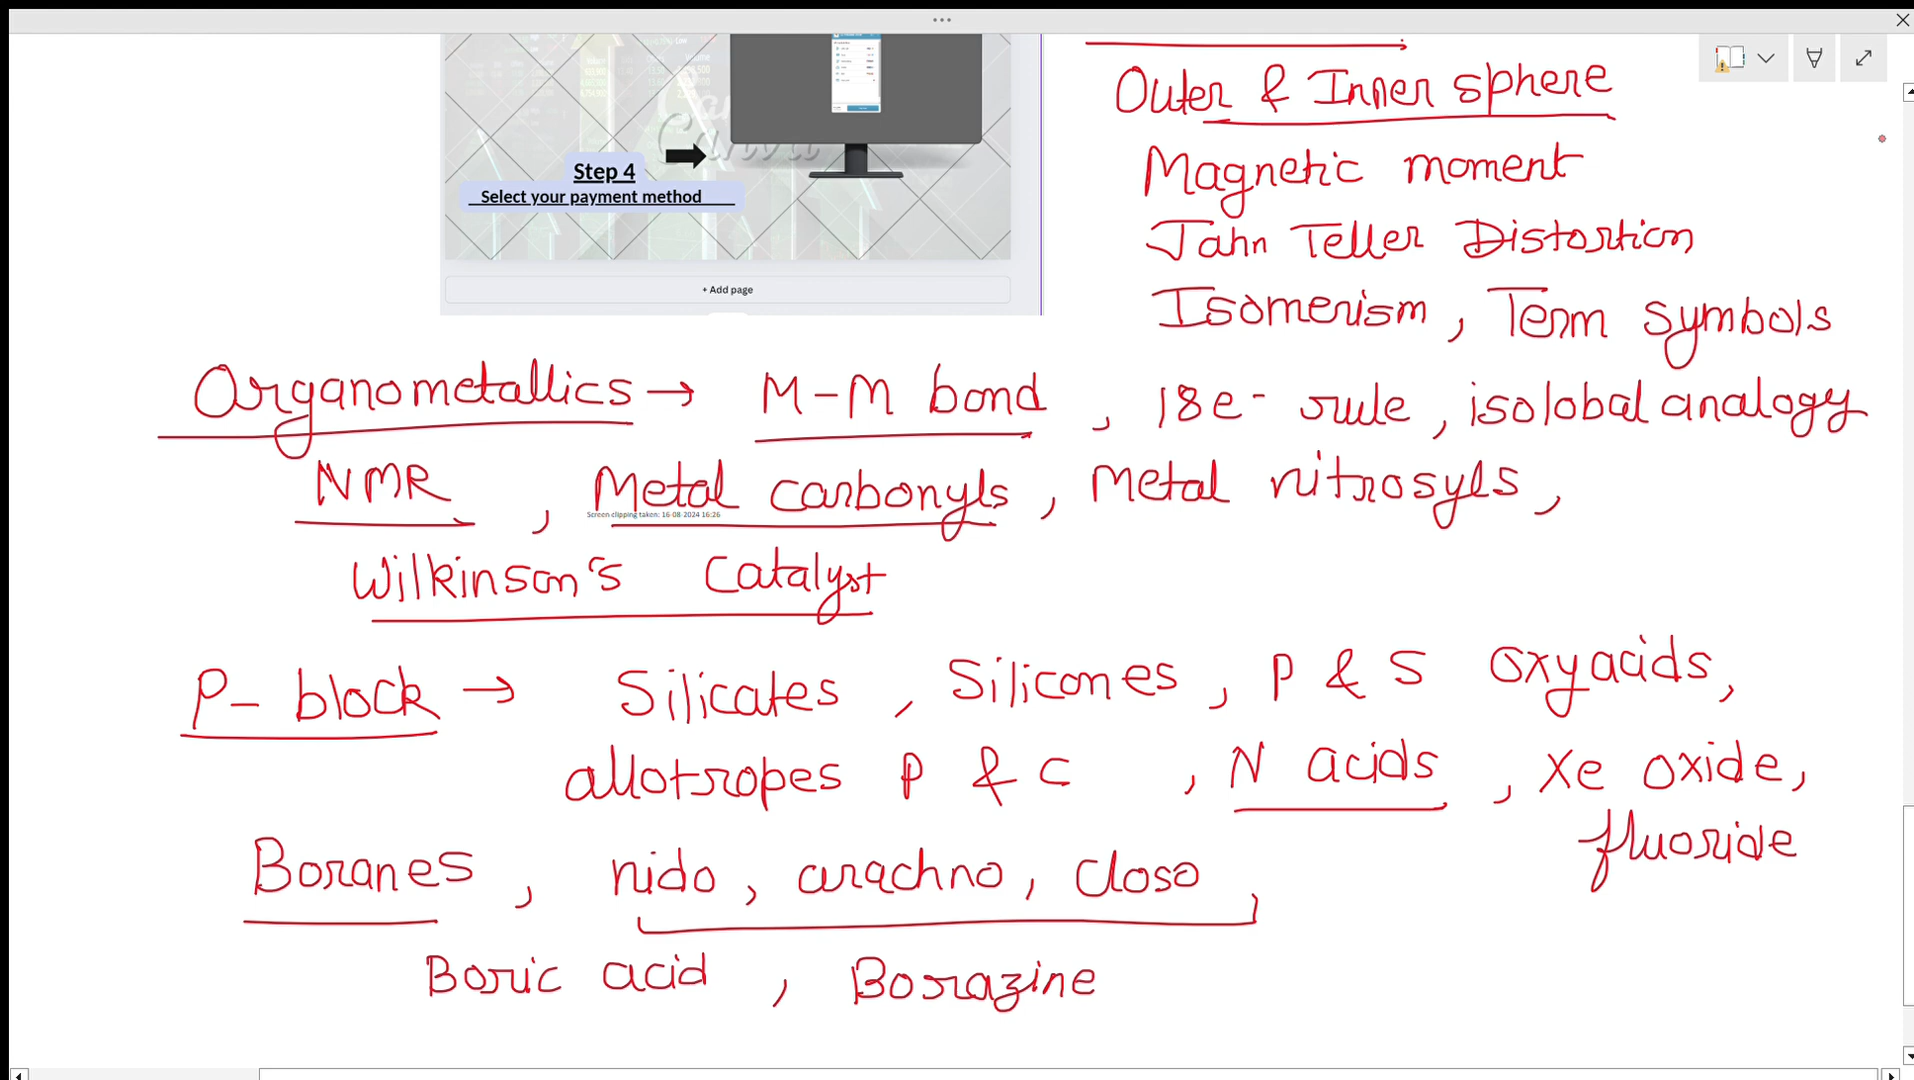 Step 4
Select your payment method
+ Add page
Outer & Inner sphere
Magnetic moment
Jahn Teller Distortion
Isomerism, Term symbols
Organometallics → M-M bond, 18e- rule, isolobal analogy
NMR, Metal carbonyls, Metal nitrosyls,
Screen clipping taken: 16-08-2024 16:26
Wilkinson's Catalyst
P-block → Silicates, Silicones, P & S oxyacids,
allotropes P & C, N acids, Xe oxide,
fluoride
Boranes, nido, arachno, closo,
Boric acid, Borazine